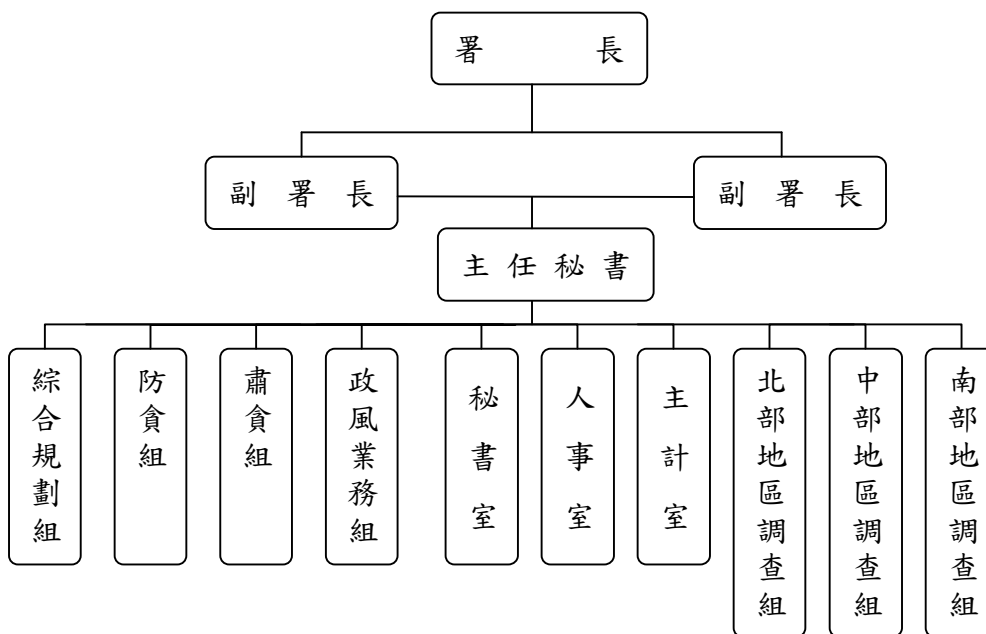 署長
副署長
副署長
主任秘書
綜合規劃組
防貪組
肅貪組
政風業務組
秘書室
人事室
主計室
北部地區調查組
中部地區調查組
南部地區調查組